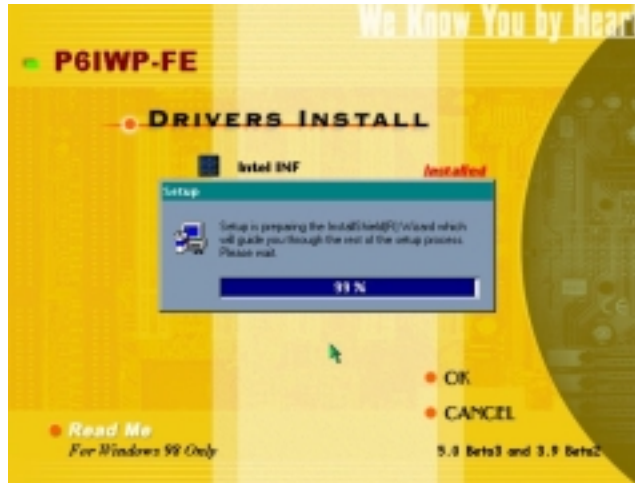 We Know You by Heart
P6IWP-FE
DRIVERS INSTALL
Intel INF
Installed
Setup
Setup is preparing the InstallShield(R) Wizard which
will guide you through the rest of the setup process.
Please wait.
99 %
OK
CANCEL
Read Me
For Windows 98 Only
5.0 Beta3 and 3.9 Beta2